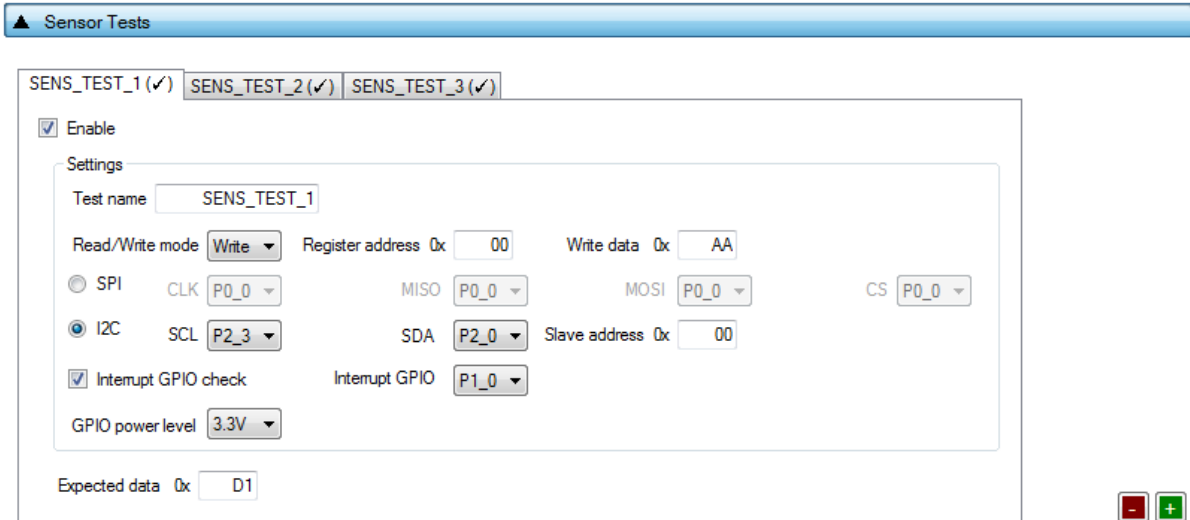 Sensor Tests
SENS_TEST_1 (✓) SENS_TEST_2 (✓) SENS_TEST_3 (✓)
Enable
Settings
Test name SENS_TEST_1
Read/Write mode Write Register address 0x 00 Write data 0x AA
SPI CLK P0_0 MISO P0_0 MOSI P0_0 CS P0_0
I2C SCL P2_3 SDA P2_0 Slave address 0x 00
Interrupt GPIO check Interrupt GPIO P1_0
GPIO power level 3.3V
Expected data 0x D1
- +